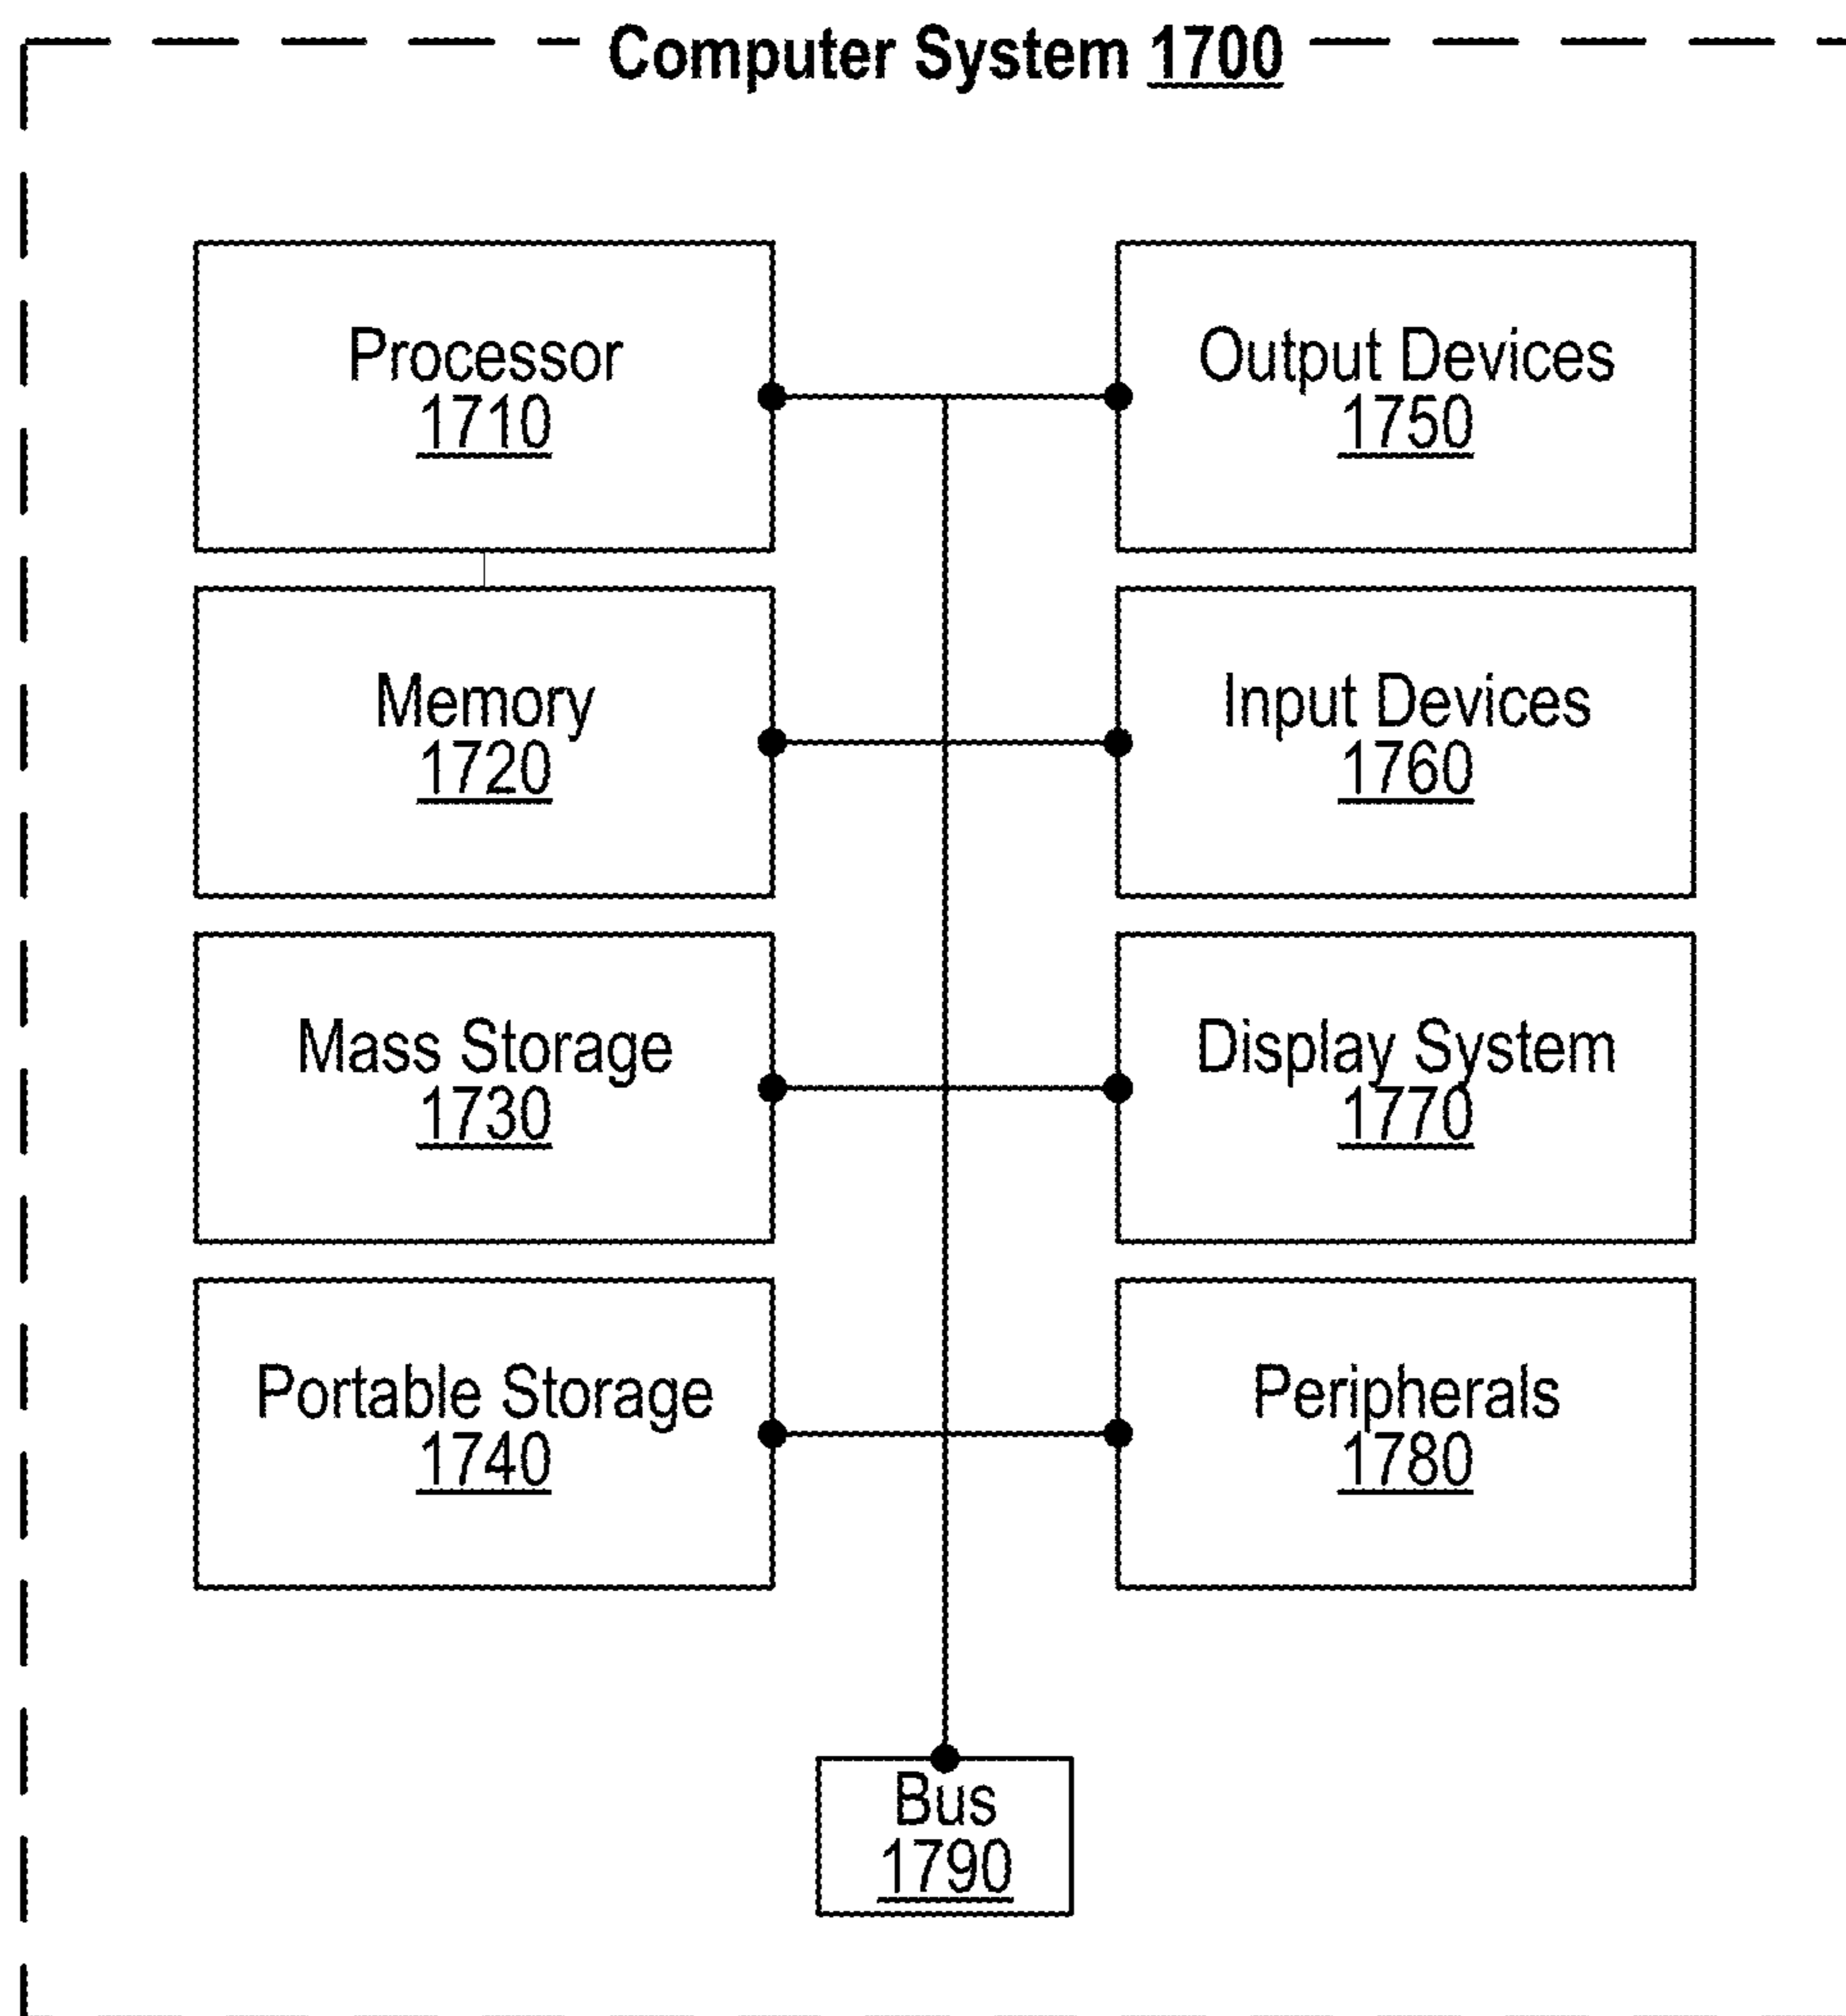 Computer System 1700
Processor
1710
Output Devices
1750
Memory
1720
Input Devices
1760
Mass Storage
1730
Display System
1770
Portable Storage
1740
Peripherals
1780
Bus
1790